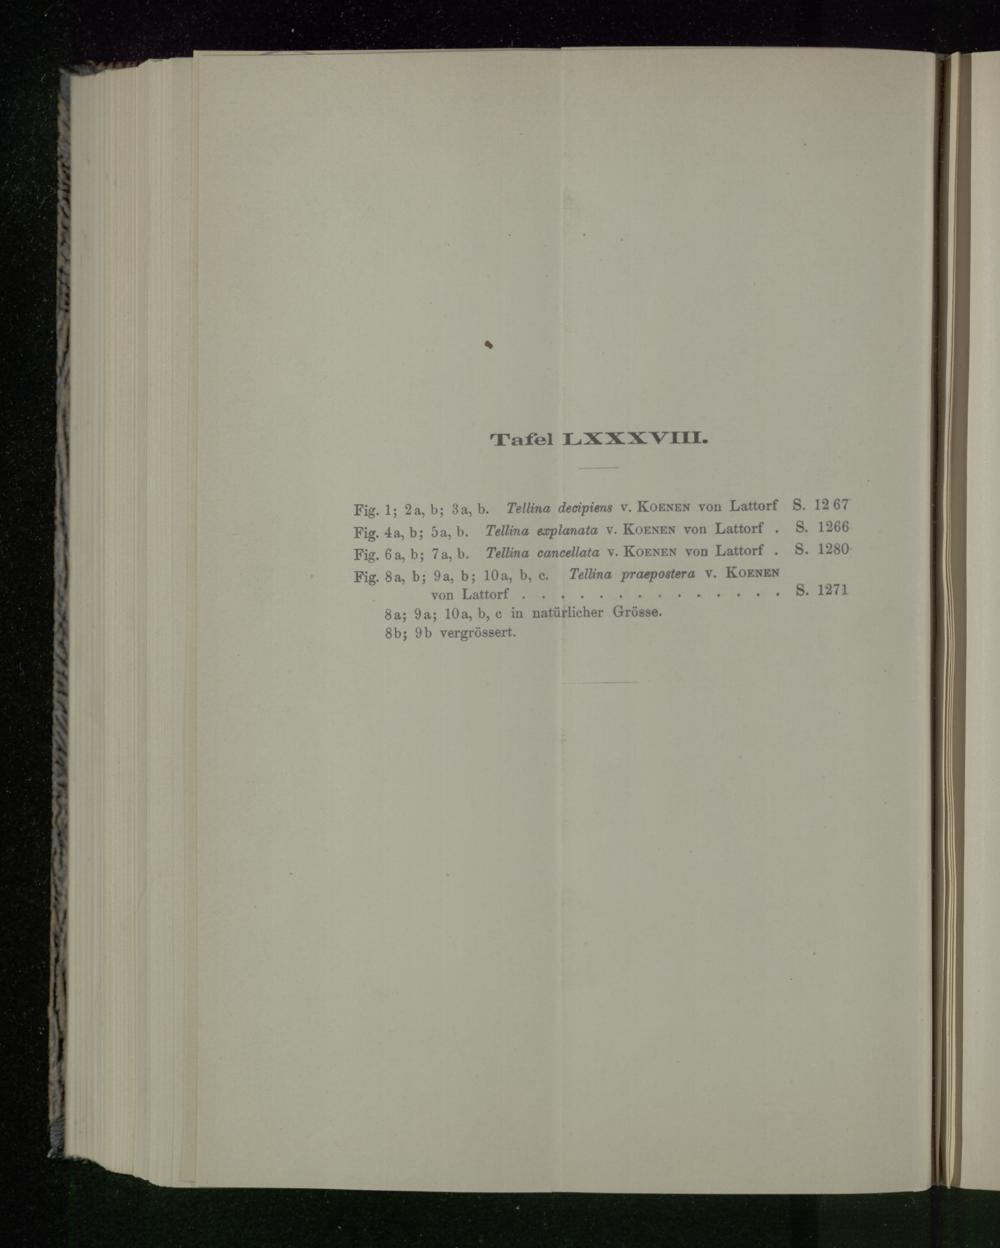 Tafel LXXXVIII.
Fig. 1; 2a, b; 3a, b. Tellina decipiens v. Koenen von Lattorf S. 1267
Fig. 4a, b; 5a, b. Tellina explanata v. Koenen von Lattorf . S. 1266
Fig. 6a, b; 7a, b. Tellina cancellata v. Koenen von Lattorf . S. 1280
Fig. 8a, b; 9a, b; 10a, b, c. Tellina praepostera v. Koenen
von Lattorf . . . . . . . . . . . . . . S. 1271
8a; 9a; 10a, b, c in natürlicher Grösse.
8b; 9b vergrössert.